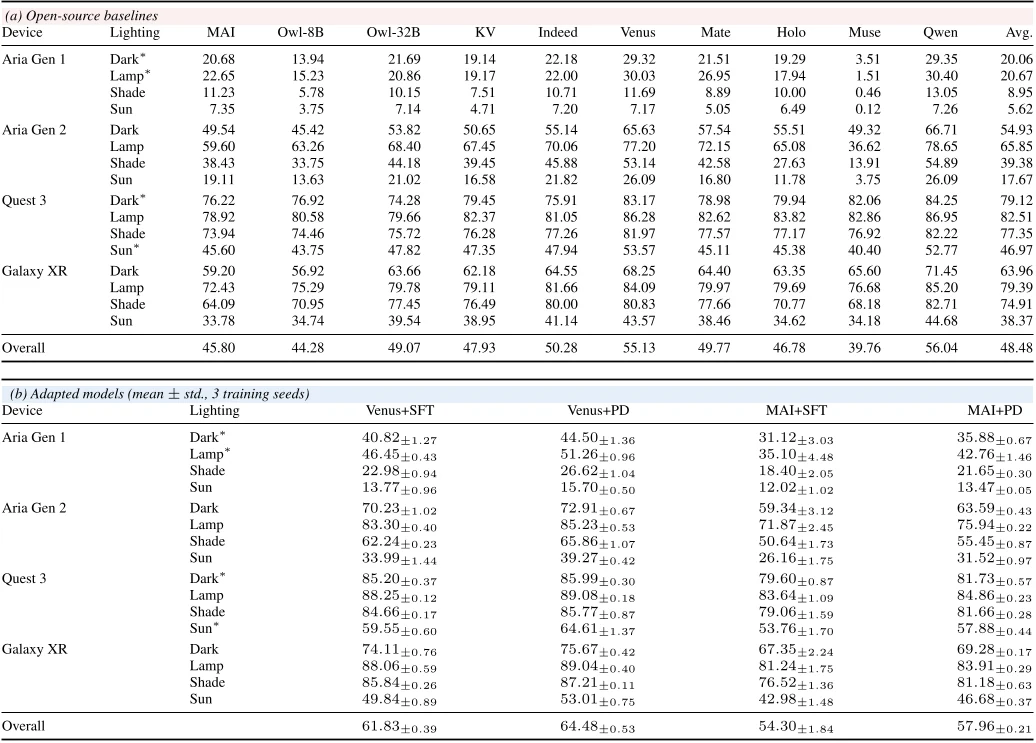 (a) Open-source baselines
Device Lighting MAI Owl-8B Owl-32B KV Indeed Venus Mate Holo Muse Qwen Avg.
Aria Gen 1 Dark* 20.68 13.94 21.69 19.14 22.18 29.32 21.51 19.29 3.51 29.35 20.06
Lamp* 22.65 15.23 20.86 19.17 22.00 30.03 26.95 17.94 1.51 30.40 20.67
Shade 11.23 5.78 10.15 7.51 10.71 11.69 8.89 10.00 0.46 13.05 8.95
Sun 7.35 3.75 7.14 4.71 7.20 7.17 5.05 6.49 0.12 7.26 5.62
Aria Gen 2 Dark 49.54 45.42 53.82 50.65 55.14 65.63 57.54 55.51 49.32 66.71 54.93
Lamp 59.60 63.26 68.40 67.45 70.06 77.20 72.15 65.08 36.62 78.65 65.85
Shade 38.43 33.75 44.18 39.45 45.88 53.14 42.58 27.63 13.91 54.89 39.38
Sun 19.11 13.63 21.02 16.58 21.82 26.09 16.80 11.78 3.75 26.09 17.67
Quest 3 Dark* 76.22 76.92 74.28 79.45 75.91 83.17 78.98 79.94 82.06 84.25 79.12
Lamp 78.92 80.58 79.66 82.37 81.05 86.28 82.62 83.82 82.86 86.95 82.51
Shade 73.94 74.46 75.72 76.28 77.26 81.97 77.57 77.17 76.92 82.22 77.35
Sun* 45.60 43.75 47.82 47.35 47.94 53.57 45.11 45.38 40.40 52.77 46.97
Galaxy XR Dark 59.20 56.92 63.66 62.18 64.55 68.25 64.40 63.35 65.60 71.45 63.96
Lamp 72.43 75.29 79.78 79.11 81.66 84.09 79.97 79.69 76.68 85.20 79.39
Shade 64.09 70.95 77.45 76.49 80.00 80.83 77.66 70.77 68.18 82.71 74.91
Sun 33.78 34.74 39.54 38.95 41.14 43.57 38.46 34.62 34.18 44.68 38.37
Overall 45.80 44.28 49.07 47.93 50.28 55.13 49.77 46.78 39.76 56.04 48.48
(b) Adapted models (mean ± std., 3 training seeds)
Device Lighting Venus+SFT Venus+PD MAI+SFT MAI+PD
Aria Gen 1 Dark* 40.82±1.27 44.50±1.36 31.12±3.03 35.88±0.67
Lamp* 46.45±0.43 51.26±0.96 35.10±4.48 42.76±1.46
Shade 22.98±0.94 26.62±1.04 18.40±2.05 21.65±0.30
Sun 13.77±0.96 15.70±0.50 12.02±1.02 13.47±0.05
Aria Gen 2 Dark 70.23±1.02 72.91±0.67 59.34±3.12 63.59±0.43
Lamp 83.30±0.40 85.23±0.53 71.87±2.45 75.94±0.22
Shade 62.24±0.23 65.86±1.07 50.64±1.73 55.45±0.87
Sun 33.99±1.44 39.27±0.42 26.16±1.75 31.52±0.97
Quest 3 Dark* 85.20±0.37 85.99±0.30 79.60±0.87 81.73±0.57
Lamp 88.25±0.12 89.08±0.18 83.64±1.09 84.86±0.23
Shade 84.66±0.17 85.77±0.87 79.06±1.59 81.66±0.28
Sun* 59.55±0.60 64.61±1.37 53.76±1.70 57.88±0.44
Galaxy XR Dark 74.11±0.76 75.67±0.42 67.35±2.24 69.28±0.17
Lamp 88.06±0.59 89.04±0.40 81.24±1.75 83.91±0.29
Shade 85.84±0.26 87.21±0.11 76.52±1.36 81.18±0.63
Sun 49.84±0.89 53.01±0.75 42.98±1.48 46.68±0.37
Overall 61.83±0.39 64.48±0.53 54.30±1.84 57.96±0.21